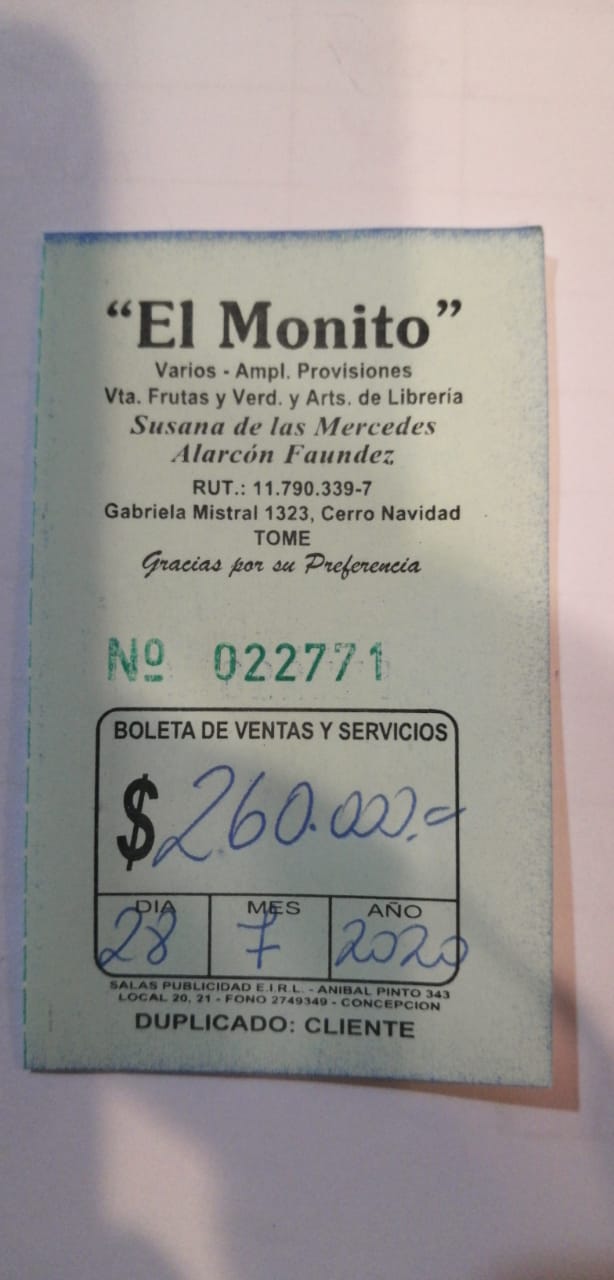 “El Monito”
Varios - Ampl. Provisiones
Vta. Frutas y Verd. y Arts. de Librería
Susana de las Mercedes
Alarcón Faundez
RUT.: 11.790.339-7
Gabriela Mistral 1323, Cerro Navidad
TOME
Gracias por su Preferencia
Nº 022771
BOLETA DE VENTAS Y SERVICIOS
$ 260.000.=
DIA MES AÑO
28 7 2020
SALAS PUBLICIDAD E.I.R.L. - ANIBAL PINTO 343
LOCAL 20, 21 - FONO 2749349 - CONCEPCION
DUPLICADO: CLIENTE